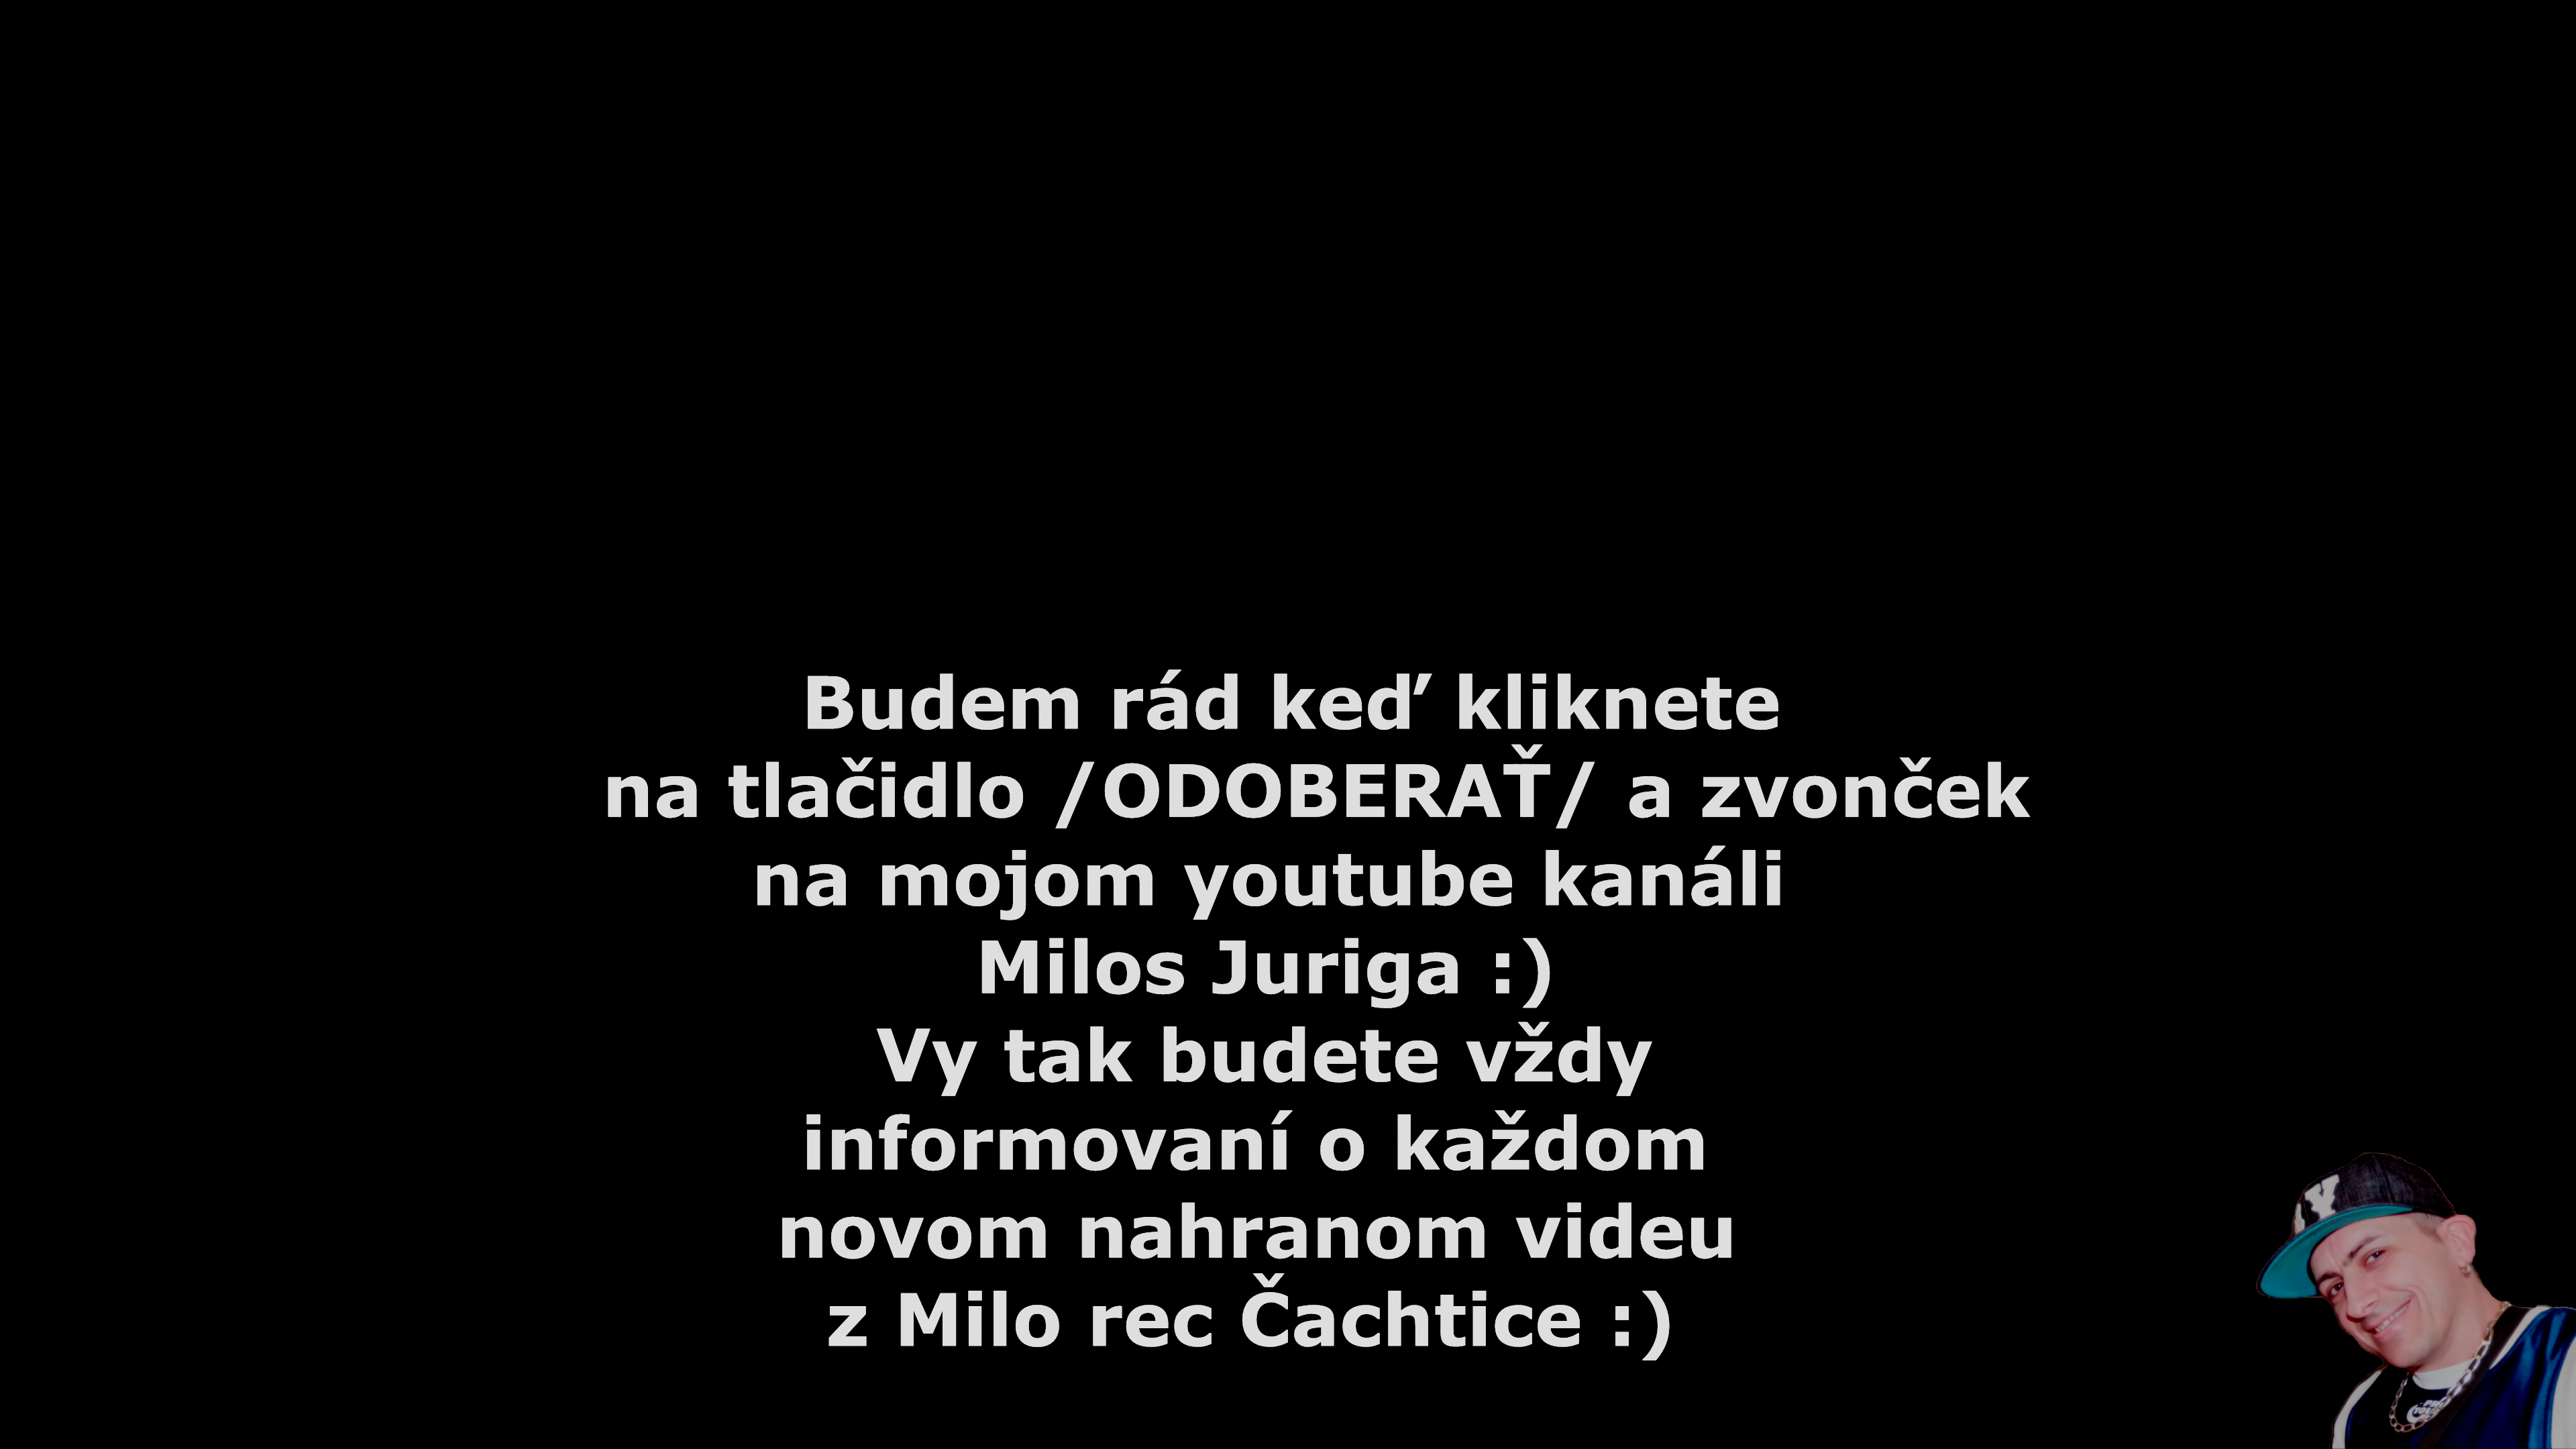 Budem rád keď kliknete
na tlačidlo /ODOBERAŤ/ a zvonček
na mojom youtube kanáli
Milos Juriga :)
Vy tak budete vždy
informovaní o každom
novom nahranom videu
z Milo rec Čachtice :)